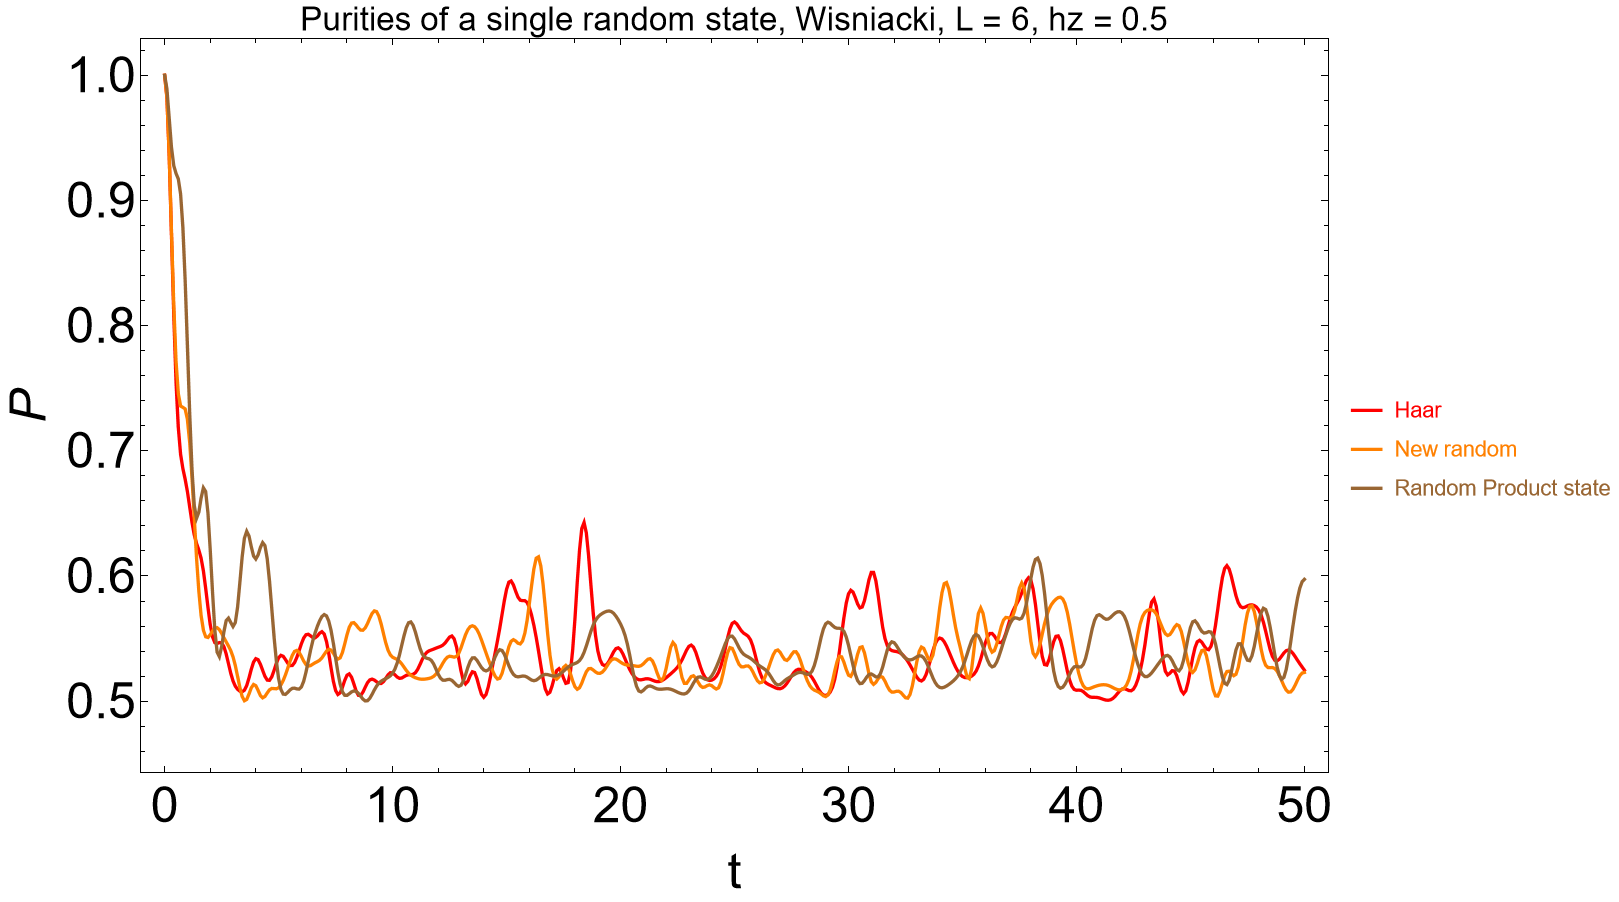 Purities of a single random state, Wisniacki, L = 6, hz = 0.5
1.0
0.9
0.8
0.7
0.6
0.5
P
0 10 20 30 40 50
t
Haar
New random
Random Product state